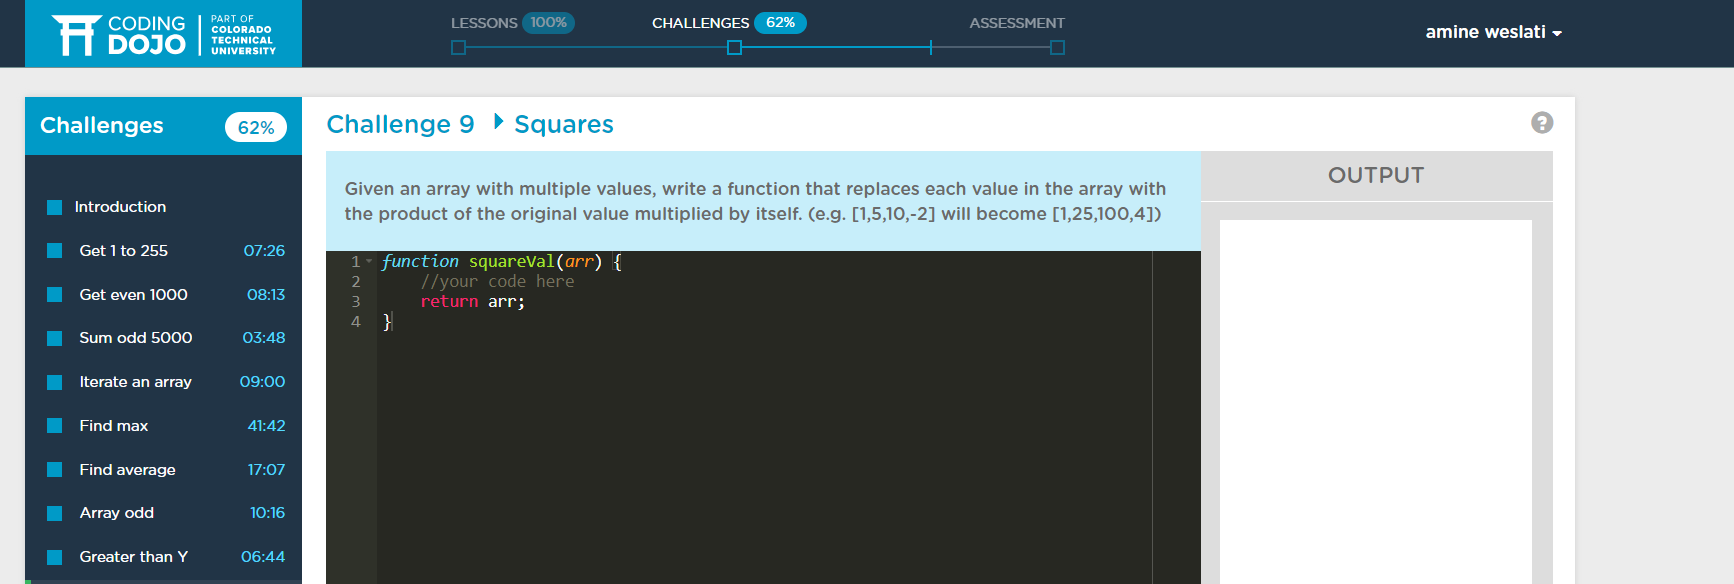 CODING
DOJO
PART OF
COLORADO
TECHNICAL
UNIVERSITY
LESSONS 100%
CHALLENGES 62%
ASSESSMENT
amine weslati
Challenges 62%
Introduction
Get 1 to 255 07:26
Get even 1000 08:13
Sum odd 5000 03:48
Iterate an array 09:00
Find max 41:42
Find average 17:07
Array odd 10:16
Greater than Y 06:44
Challenge 9 Squares
?
Given an array with multiple values, write a function that replaces each value in the array with
the product of the original value multiplied by itself. (e.g. [1,5,10,-2] will become [1,25,100,4])
1 function squareVal(arr) {
2 //your code here
3 return arr;
4 }
OUTPUT